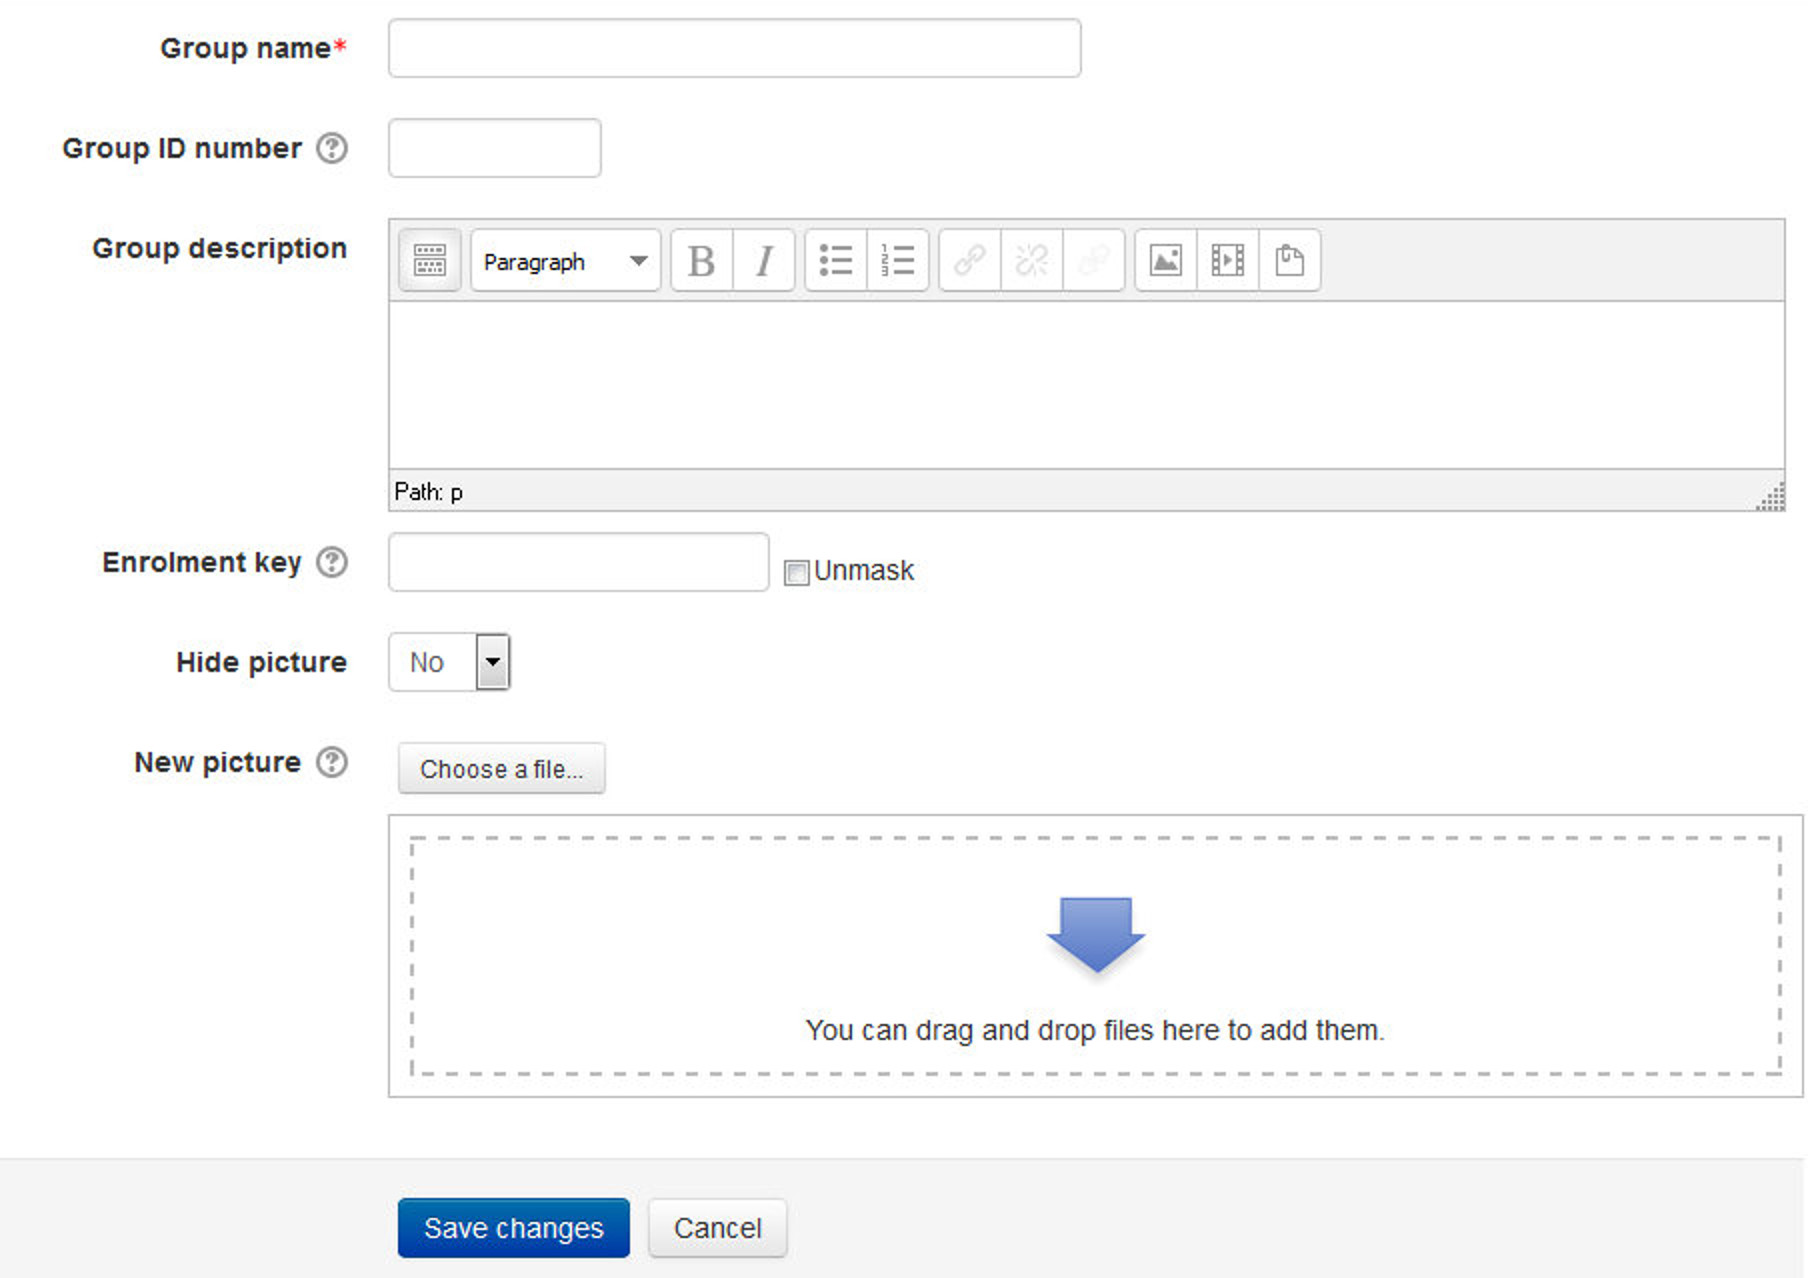 Group name*
Group ID number
Group description
Paragraph
B I
Path: p
Enrolment key
Unmask
Hide picture
No
New picture
Choose a file...
You can drag and drop files here to add them.
Save changes
Cancel